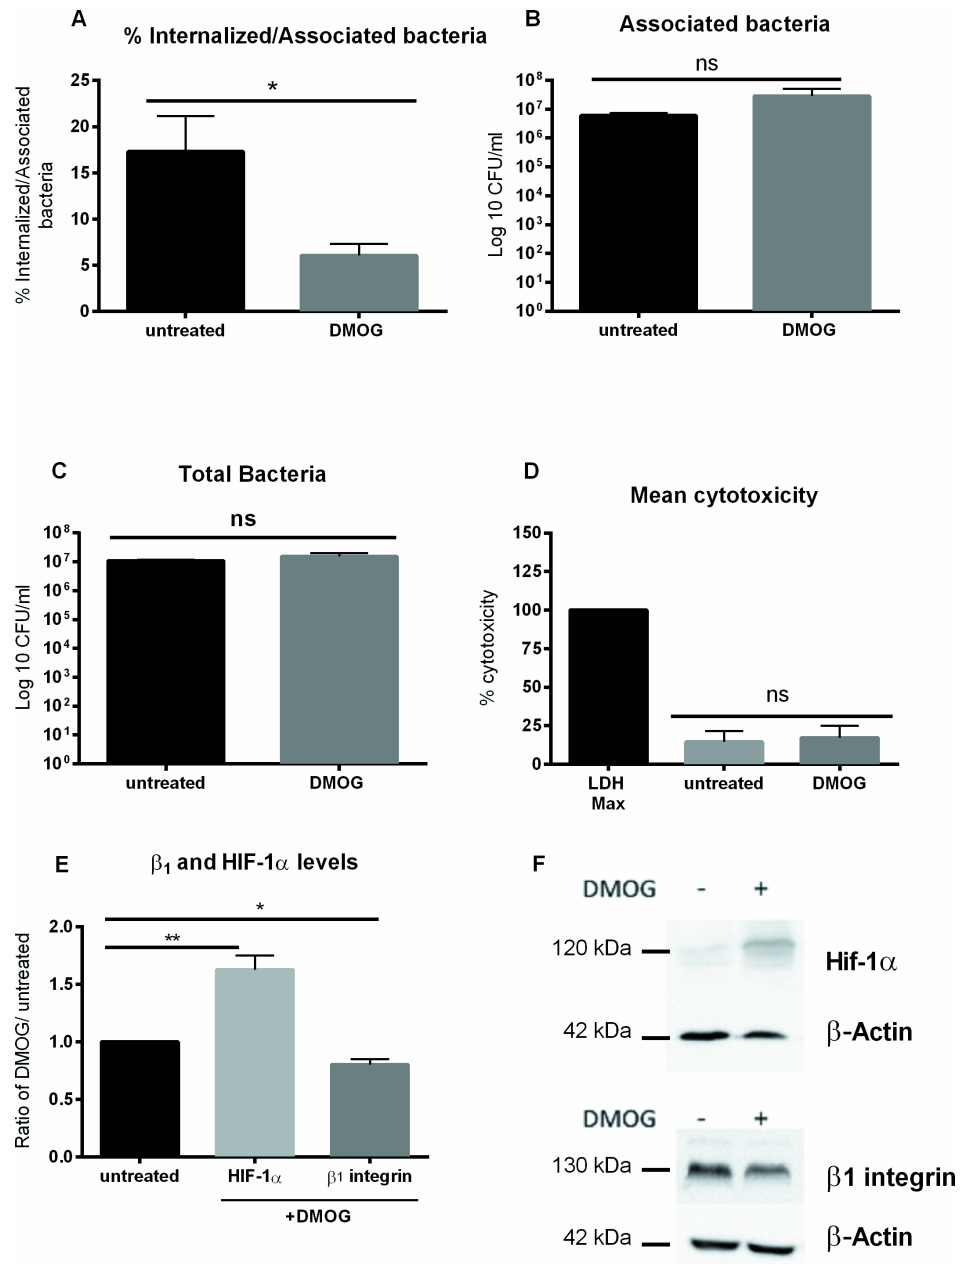 A
% Internalized/Associated bacteria
% Internalized/Associated
bacteria
25
20
15
10
5
0
*
untreated
DMOG
B
Associated bacteria
Log 10 CFU/ml
10⁸
10⁷
10⁶
10⁵
10⁴
10³
10²
10¹
10⁰
ns
untreated
DMOG
C
Total Bacteria
Log 10 CFU/ml
10⁸
10⁷
10⁶
10⁵
10⁴
10³
10²
10¹
10⁰
ns
untreated
DMOG
D
Mean cytotoxicity
% cytotoxicity
150
125
100
75
50
25
0
ns
LDH
Max
untreated
DMOG
E
β₁ and HIF-1α levels
Ratio of DMOG/ untreated
2.0
1.5
1.0
0.5
0.0
*
**
untreated
HIF-1α
β1 integrin
+DMOG
F
DMOG - +
120 kDa
Hif-1α
42 kDa
β-Actin
DMOG - +
130 kDa
β1 integrin
42 kDa
β-Actin